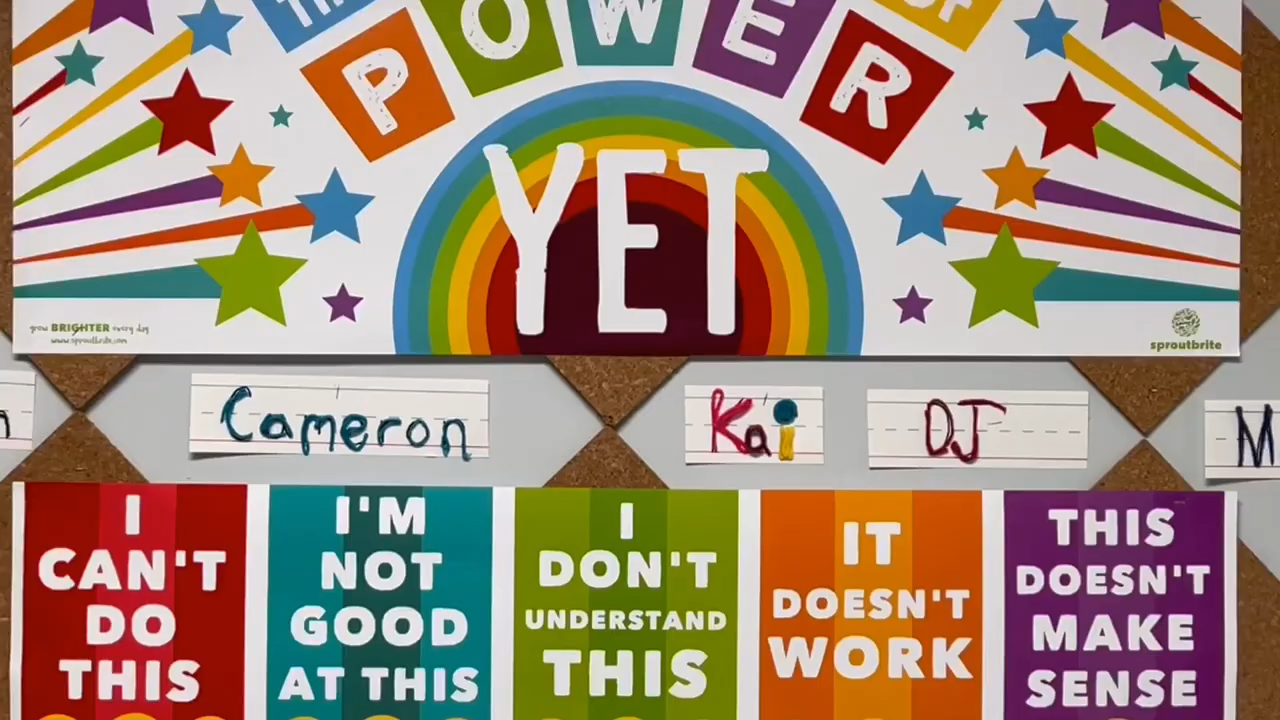 POWER
YET
grow BRIGHTER every day
www.sproutbrite.com
sproutbrite
Cameron
Kai
DJ
I
CAN'T
DO
THIS
I'M
NOT
GOOD
AT THIS
I
DON'T
UNDERSTAND
THIS
IT
DOESN'T
WORK
THIS
DOESN'T
MAKE
SENSE